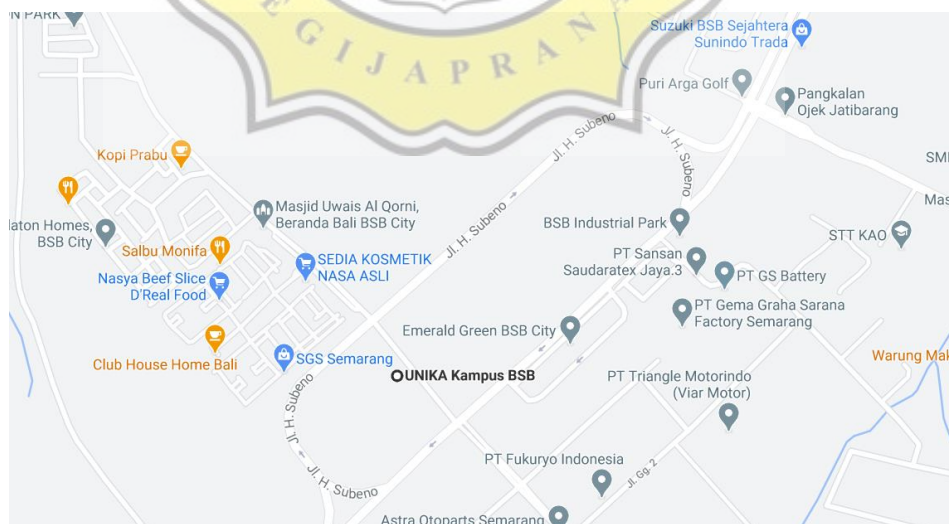 N PARK
EGIJAPRANA
Suzuki BSB Sejahtera
Sunindo Trada
Puri Arga Golf
Pangkalan
Ojek Jatibarang
Jl. H. Subeno
Jl. H. Subeno
Kopi Prabu
SMI
Mas
laton Homes,
BSB City
Masjid Uwais Al Qorni,
Beranda Bali BSB City
Jl. H. Subeno
BSB Industrial Park
STT KAO
Salbu Monifa
SEDIA KOSMETIK
NASA ASLI
PT Sansan
Saudaratex Jaya.3
PT GS Battery
Nasya Beef Slice
D'Real Food
PT Gema Graha Sarana
Factory Semarang
Emerald Green BSB City
Club House Home Bali
SGS Semarang
Warung Mak
UNIKA Kampus BSB
PT Triangle Motorindo
(Viar Motor)
Jl. H. Subeno
PT Fukuryo Indonesia
Jl. Gg. 2
Jl. H. Subeno
Astra Otoparts Semarang